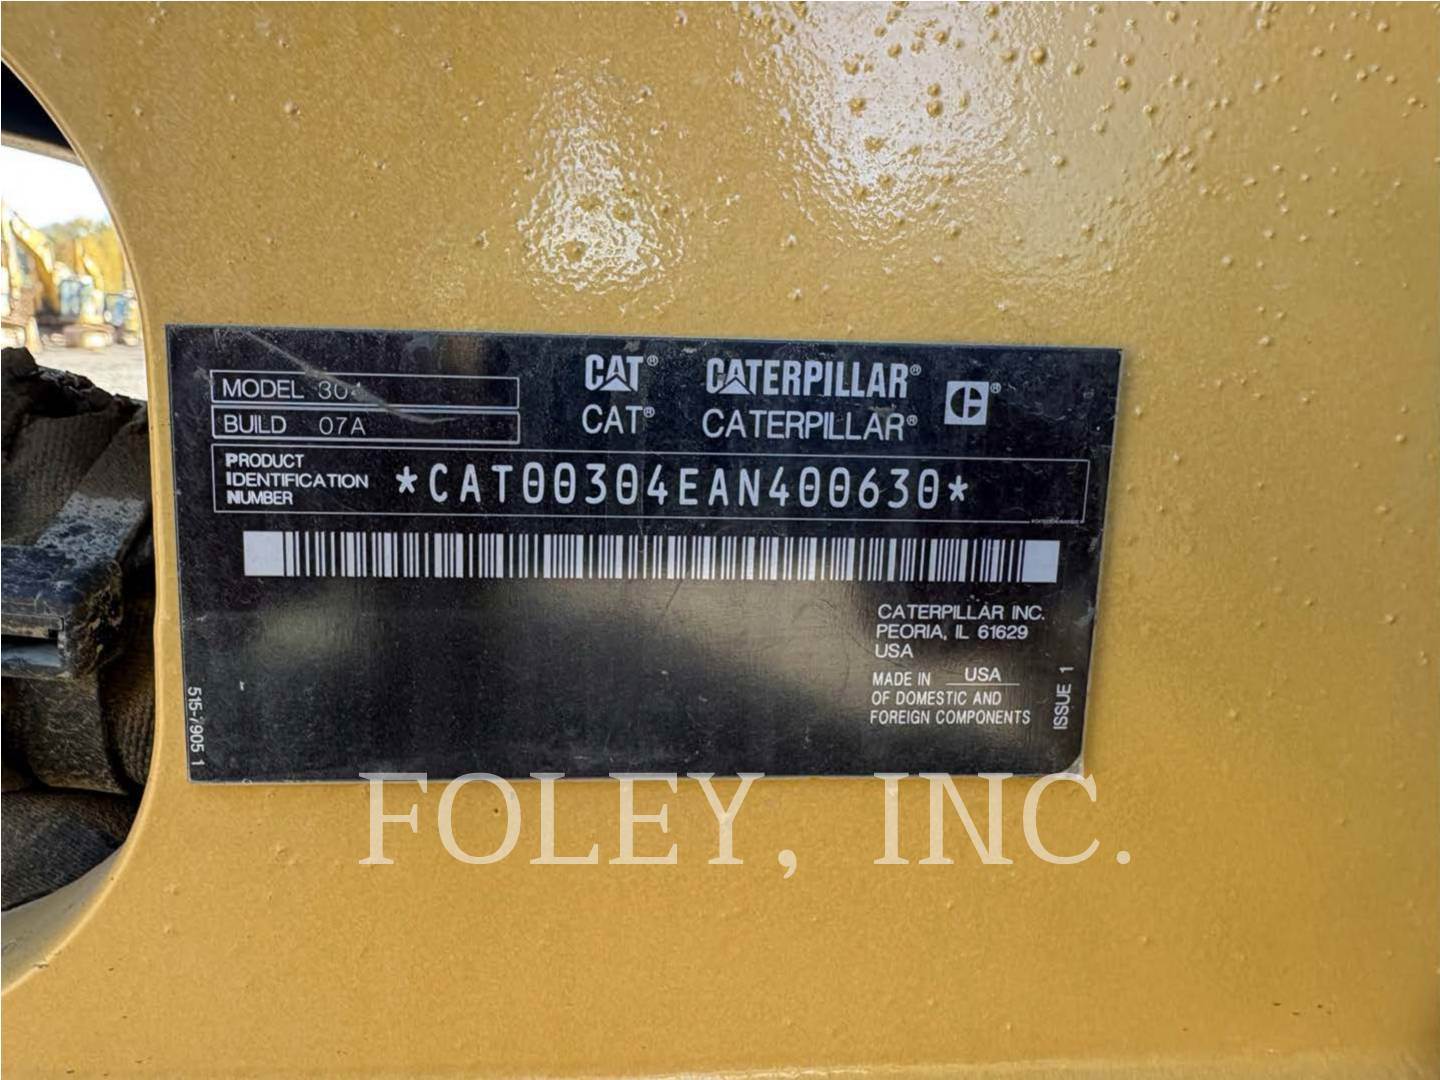 MODEL 304
BUILD 07A
CAT® CATERPILLAR® ®
CAT® CATERPILLAR®
PRODUCT
IDENTIFICATION
NUMBER
*CAT00304EAN400630*
CATERPILLAR INC.
PEORIA, IL 61629
USA
MADE IN USA
OF DOMESTIC AND
FOREIGN COMPONENTS
ISSUE 1
515-7905 1
FOLEY, INC.